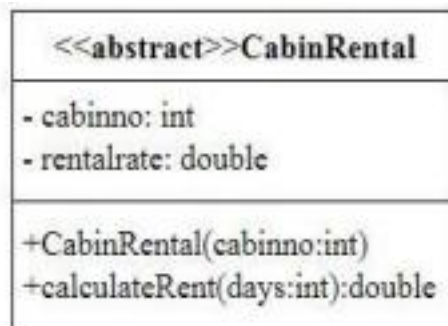 <<abstract>>CabinRental
- cabinno: int
- rentalrate: double
+CabinRental(cabinno:int)
+calculateRent(days:int):double